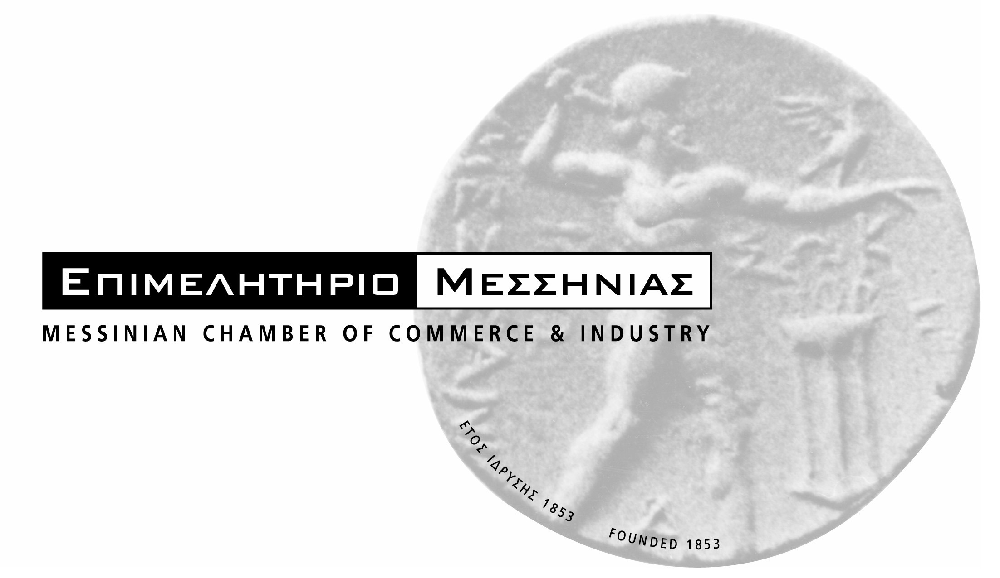 ΕΠΙΜΕΛΗΤΗΡΙΟ ΜΕΣΣΗΝΙΑΣ
MESSINIAN CHAMBER OF COMMERCE & INDUSTRY
ΕΤΟΣ ΙΔΡΥΣΗΣ 1853
FOUNDED 1853